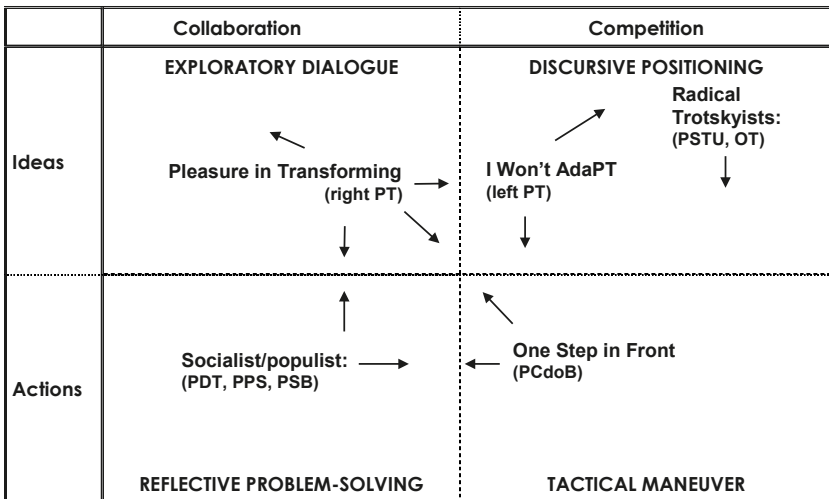 Collaboration Competition
EXPLORATORY DIALOGUE DISCURSIVE POSITIONING
Radical
Trotskyists:
(PSTU, OT)
Ideas
Pleasure in Transforming
(right PT)
I Won’t AdaPT
(left PT)
Actions
Socialist/populist:
(PDT, PPS, PSB)
One Step in Front
(PCdoB)
REFLECTIVE PROBLEM-SOLVING TACTICAL MANEUVER